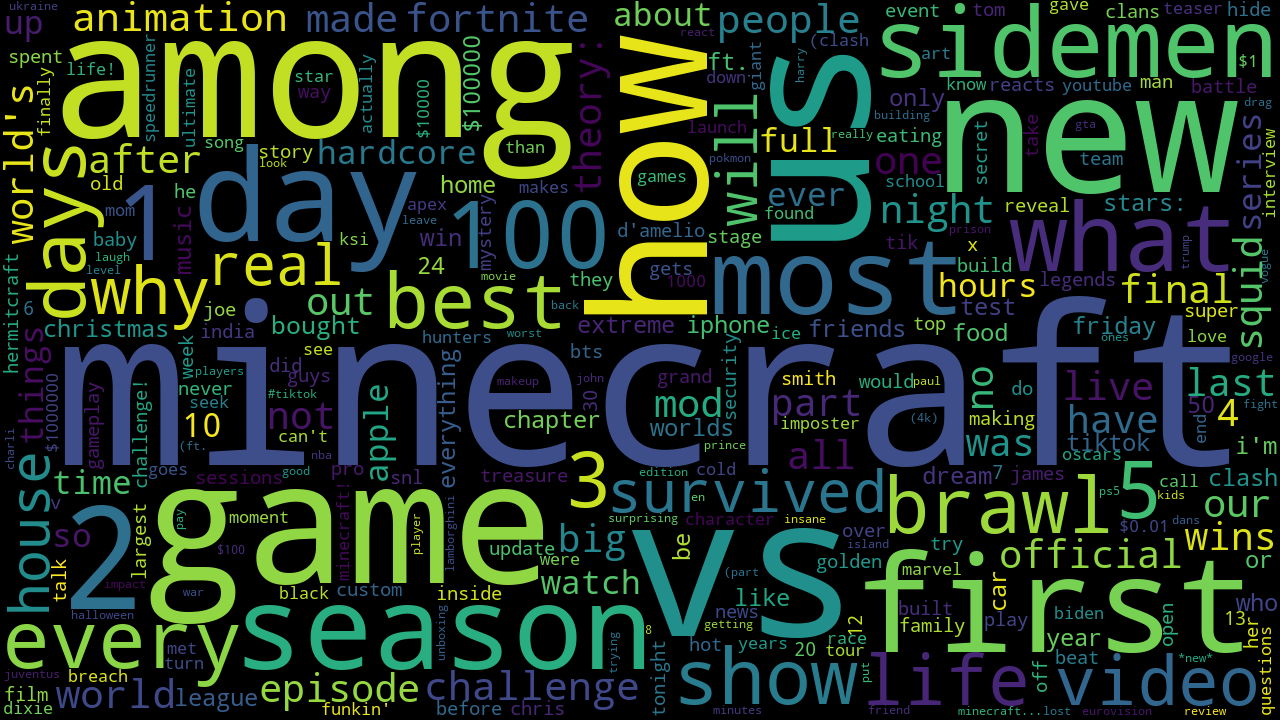 ukraine
up
animation
made
fortnite
about
people
event
tom
gave
teaser
hide
clans
react
(clash
art
sidemen
$1
spent
life!
among
star
way
speedrunner
ultimate
actually
$10000
$100000
theory:
how
ft.
down
giant
harry
us
know
reacts
youtube
man
battle
finally
world's
days
after
song
story
look
hardcore
than
launch
will
full
really
building
only
eating
new
drag
gta
team
secret
take
series
interview
old
he
mom
1
day
100
home
makes
apex
leave
games
pokmon
found
ever
one
school
night
reveal
stars:
prison
music
baby
laugh
level
why
real
ksi
win
24
mystery
d'amelio
stage
gets
1000
most
tik
x
build
what
legends
hours
final
trump
squid
vogue
hermitcraft
6
joe
india
christmas
out
bought
best
movie
they
back
hunters
worst
extreme
iphone
ice
friends
top
test
food
friday
super
love
ones
google
things
$1000000
week
see
did
guys
players
never
seek
#tiktok
minecraft
bts
makeup
john
30
grand
security
smith
would
paul
no
do
live
last
50
fight
charli
gameplay
challenge!
10
not
can't
apple
everything
chapter
mod
worlds
part
imposter
(4k)
making
have
end
4
tiktok
was
oscars
i'm
(ft.
goes
nba
sessions
good
pro
snl
treasure
edition
cold
prince
all
dream
7
james
call
clash
house
time
<
so
largest
moment
pay
$100
minecraft!
player
lamborghini
3
survived
en
surprising
character
insane
over
island
brawl
5
ps5
kids
our
$0.01
dans
wins
talk
2
game
update
were
big
watch
be
vs
(part
golden
try
marvel
official
or
impact
war
black
custom
inside
halloween
like
news
getting
hot
years
20
race
tour
12
built
family
first
car
play
biden
year
open
who
13
her
every
season
met
turn
breach
unboxing
8
trying
tonight
show
put
life
off
beat
video
*new*
questions
juventus
film
dixie
world
league
episode
funkin'
challenge
before
chris
minutes
friend
minecraft...lost
eurovision
review